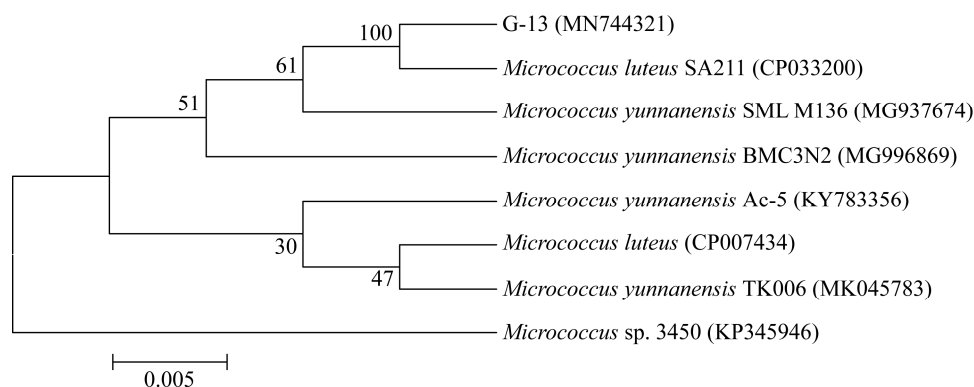 G-13 (MN744321)
100
Micrococcus luteus SA211 (CP033200)
61
Micrococcus yunnanensis SML M136 (MG937674)
51
Micrococcus yunnanensis BMC3N2 (MG996869)
Micrococcus yunnanensis Ac-5 (KY783356)
30
Micrococcus luteus (CP007434)
47
Micrococcus yunnanensis TK006 (MK045783)
Micrococcus sp. 3450 (KP345946)
0.005